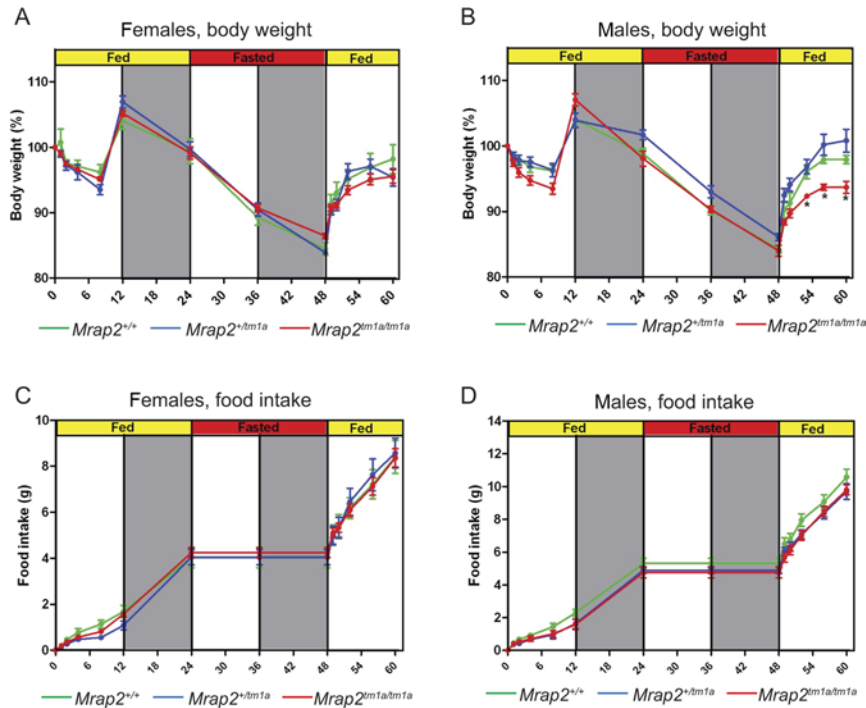 A
Females, body weight
Fed Fasted Fed
Body weight (%)
110
100
90
80
0 6 12 18 24 30 36 42 48 54 60
Mrap2+/+ Mrap2+/tm1a Mrap2tm1a/tm1a
B
Males, body weight
Fed Fasted Fed
Body weight (%)
110
100
90
80
* * *
0 6 12 18 24 30 36 42 48 54 60
Mrap2+/+ Mrap2+/tm1a Mrap2tm1a/tm1a
C
Females, food intake
Fed Fasted Fed
Food intake (g)
10
8
6
4
2
0
0 6 12 18 24 30 36 42 48 54 60
Mrap2+/+ Mrap2+/tm1a Mrap2tm1a/tm1a
D
Males, food intake
Fed Fasted Fed
Food intake (g)
14
12
10
8
6
4
2
0
0 6 12 18 24 30 36 42 48 54 60
Mrap2+/+ Mrap2+/tm1a Mrap2tm1a/tm1a